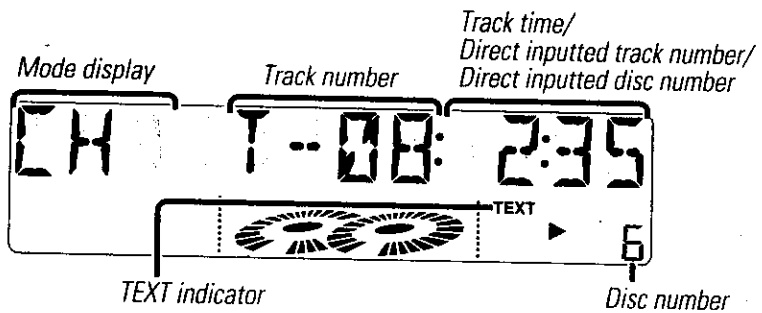 Track time/
Direct inputted track number/
Direct inputted disc number
Mode display
Track number
CH T-08: 2:35
TEXT
6
TEXT indicator
Disc number